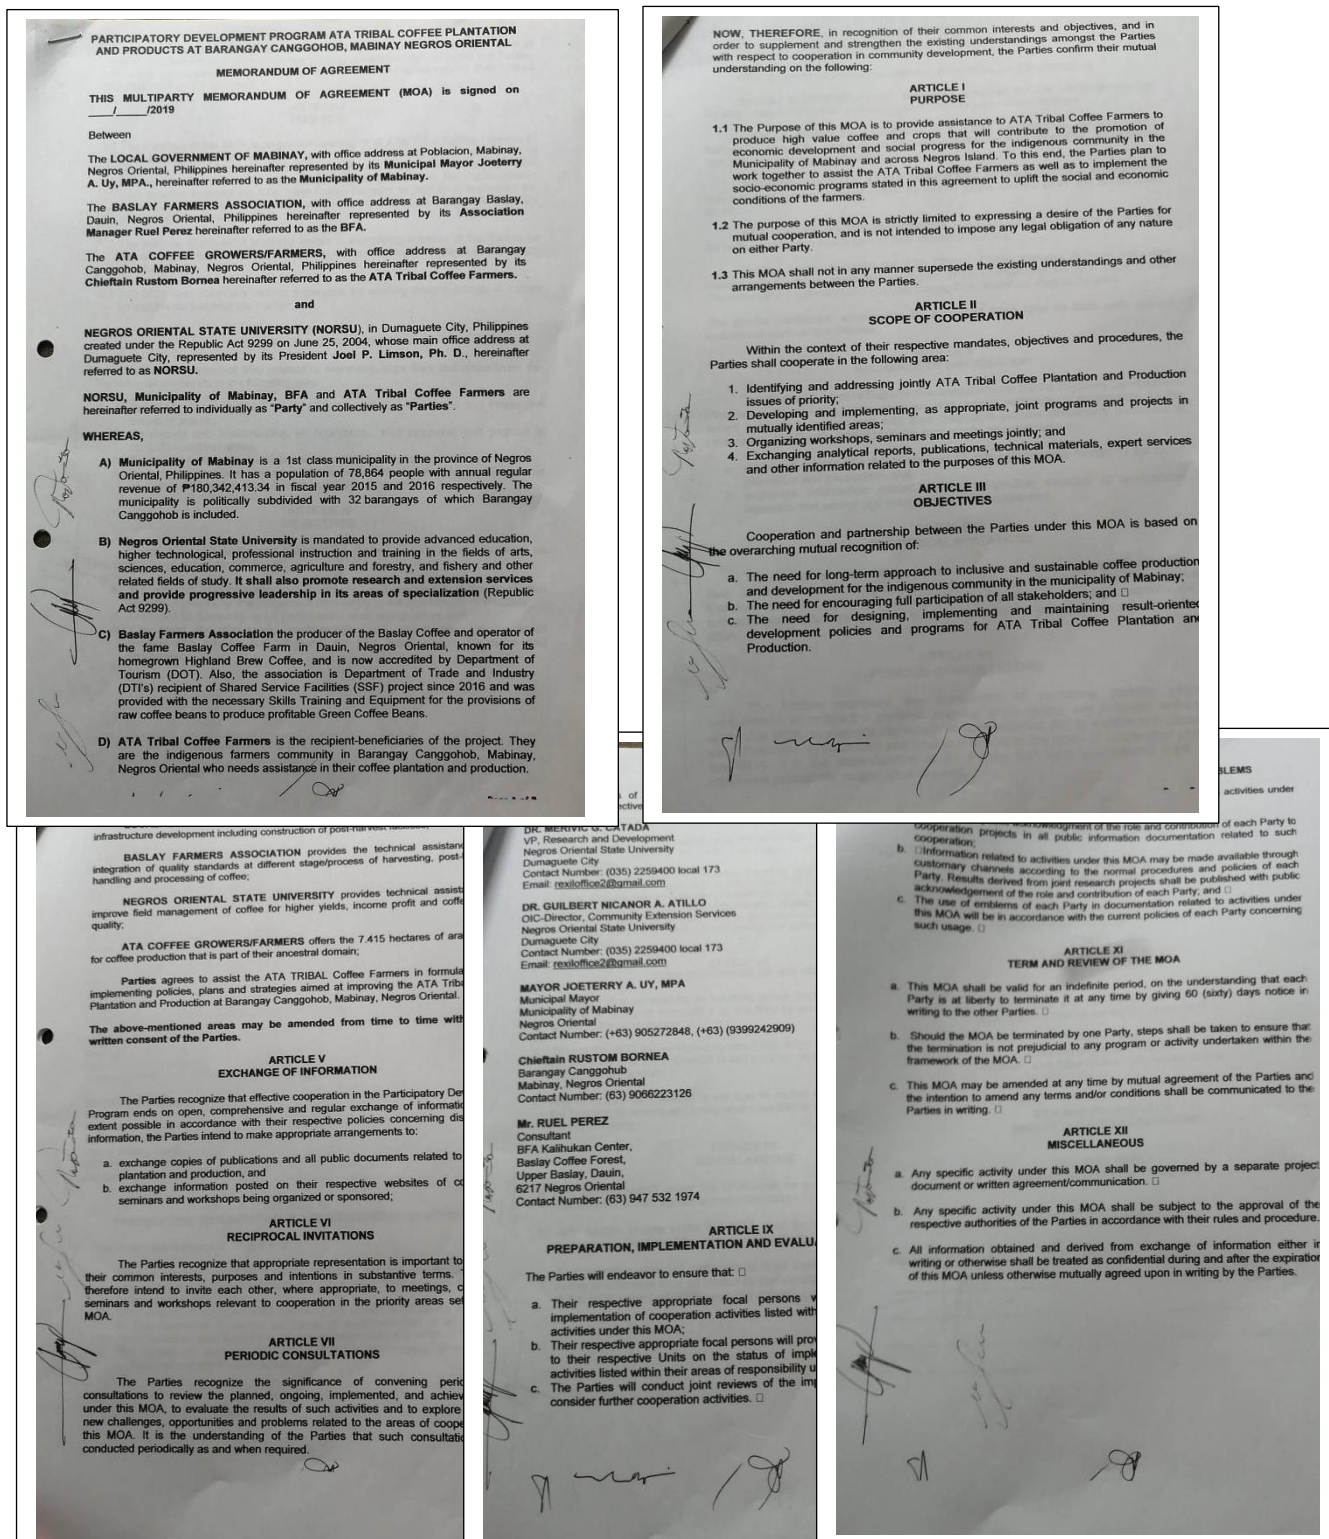 PARTICIPATORY DEVELOPMENT PROGRAM ATA TRIBAL COFFEE PLANTATION
AND PRODUCTS AT BARANGAY CANGGOHOB, MABINAY NEGROS ORIENTAL
MEMORANDUM OF AGREEMENT
THIS MULTIPARTY MEMORANDUM OF AGREEMENT (MOA) is signed on
____/_____/2019
Between
The LOCAL GOVERNMENT OF MABINAY, with office address at Poblacion, Mabinay,
Negros Oriental, Philippines hereinafter represented by its Municipal Mayor Joeterry
A. Uy, MPA., hereinafter referred to as the Municipality of Mabinay.
The BASLAY FARMERS ASSOCIATION, with office address at Barangay Baslay,
Dauin, Negros Oriental, Philippines hereinafter represented by its Association
Manager Ruel Perez hereinafter referred to as the BFA.
The ATA COFFEE GROWERS/FARMERS, with office address at Barangay
Canggohob, Mabinay, Negros Oriental, Philippines hereinafter represented by its
Chieftain Rustom Bornea hereinafter referred to as the ATA Tribal Coffee Farmers.
and
NEGROS ORIENTAL STATE UNIVERSITY (NORSU), in Dumaguete City, Philippines
created under the Republic Act 9299 on June 25, 2004, whose main office address at
Dumaguete City, represented by its President Joel P. Limson, Ph. D., hereinafter
referred to as NORSU.
NORSU, Municipality of Mabinay, BFA and ATA Tribal Coffee Farmers are
hereinafter referred to individually as “Party” and collectively as “Parties”.
WHEREAS,
A) Municipality of Mabinay is a 1st class municipality in the province of Negros
Oriental, Philippines. It has a population of 78,864 people with annual regular
revenue of ₱180,342,413.34 in fiscal year 2015 and 2016 respectively. The
municipality is politically subdivided with 32 barangays of which Barangay
Canggohob is included.
B) Negros Oriental State University is mandated to provide advanced education,
higher technological, professional instruction and training in the fields of arts,
sciences, education, commerce, agriculture and forestry, and fishery and other
related fields of study. It shall also promote research and extension services
and provide progressive leadership in its areas of specialization (Republic
Act 9299).
C) Baslay Farmers Association the producer of the Baslay Coffee and operator of
the fame Baslay Coffee Farm in Dauin, Negros Oriental, known for its
homegrown Highland Brew Coffee, and is now accredited by Department of
Tourism (DOT). Also, the association is Department of Trade and Industry
(DTI's) recipient of Shared Service Facilities (SSF) project since 2016 and was
provided with the necessary Skills Training and Equipment for the provisions of
raw coffee beans to produce profitable Green Coffee Beans.
D) ATA Tribal Coffee Farmers is the recipient-beneficiaries of the project. They
are the indigenous farmers community in Barangay Canggohob, Mabinay,
Negros Oriental who needs assistance in their coffee plantation and production.
NOW, THEREFORE, in recognition of their common interests and objectives, and in
order to supplement and strengthen the existing understandings amongst the Parties
with respect to cooperation in community development, the Parties confirm their mutual
understanding on the following:
ARTICLE I
PURPOSE
1.1 The Purpose of this MOA is to provide assistance to ATA Tribal Coffee Farmers to
produce high value coffee and crops that will contribute to the promotion of
economic development and social progress for the indigenous community in the
Municipality of Mabinay and across Negros Island. To this end, the Parties plan to
work together to assist the ATA Tribal Coffee Farmers as well as to implement the
socio-economic programs stated in this agreement to uplift the social and economic
conditions of the farmers.
1.2 The purpose of this MOA is strictly limited to expressing a desire of the Parties for
mutual cooperation, and is not intended to impose any legal obligation of any nature
on either Party.
1.3 This MOA shall not in any manner supersede the existing understandings and other
arrangements between the Parties.
ARTICLE II
SCOPE OF COOPERATION
Within the context of their respective mandates, objectives and procedures, the
Parties shall cooperate in the following area:
1. Identifying and addressing jointly ATA Tribal Coffee Plantation and Production
issues of priority;
2. Developing and implementing, as appropriate, joint programs and projects in
mutually identified areas;
3. Organizing workshops, seminars and meetings jointly; and
4. Exchanging analytical reports, publications, technical materials, expert services
and other information related to the purposes of this MOA.
ARTICLE III
OBJECTIVES
Cooperation and partnership between the Parties under this MOA is based on
the overarching mutual recognition of:
a. The need for long-term approach to inclusive and sustainable coffee production
and development for the indigenous community in the municipality of Mabinay;
b. The need for encouraging full participation of all stakeholders; and □
c. The need for designing, implementing and maintaining result-oriented
development policies and programs for ATA Tribal Coffee Plantation and
Production.
infrastructure development including construction of post-harvest facilities;
BASLAY FARMERS ASSOCIATION provides the technical assistanc
integration of quality standards at different stage/process of harvesting, post-
handling and processing of coffee;
NEGROS ORIENTAL STATE UNIVERSITY provides technical assist
improve field management of coffee for higher yields, income profit and coffe
quality;
ATA COFFEE GROWERS/FARMERS offers the 7.415 hectares of ara
for coffee production that is part of their ancestral domain;
Parties agrees to assist the ATA TRIBAL Coffee Farmers in formula
implementing policies, plans and strategies aimed at improving the ATA Triba
Plantation and Production at Barangay Canggohob, Mabinay, Negros Oriental.
The above-mentioned areas may be amended from time to time with
written consent of the Parties.
ARTICLE V
EXCHANGE OF INFORMATION
The Parties recognize that effective cooperation in the Participatory Dev
Program ends on open, comprehensive and regular exchange of informatio
extent possible in accordance with their respective policies concerning dis
information, the Parties intend to make appropriate arrangements to:
a. exchange copies of publications and all public documents related to
plantation and production, and
b. exchange information posted on their respective websites of co
seminars and workshops being organized or sponsored;
ARTICLE VI
RECIPROCAL INVITATIONS
The Parties recognize that appropriate representation is important to
their common interests, purposes and intentions in substantive terms.
therefore intend to invite each other, where appropriate, to meetings, c
seminars and workshops relevant to cooperation in the priority areas set
MOA.
ARTICLE VII
PERIODIC CONSULTATIONS
The Parties recognize the significance of convening perio
consultations to review the planned, ongoing, implemented, and achiev
under this MOA, to evaluate the results of such activities and to explore
new challenges, opportunities and problems related to the areas of coope
this MOA. It is the understanding of the Parties that such consultatio
conducted periodically as and when required.
of
ective
DR. MERIVIC G. CATADA
VP, Research and Development
Negros Oriental State University
Dumaguete City
Contact Number: (035) 2259400 local 173
Email: rexiloffice2@gmail.com
DR. GUILBERT NICANOR A. ATILLO
OIC-Director, Community Extension Services
Negros Oriental State University
Dumaguete City
Contact Number: (035) 2259400 local 173
Email: rexiloffice2@gmail.com
MAYOR JOETERRY A. UY, MPA
Municipal Mayor
Municipality of Mabinay
Negros Oriental
Contact Number: (+63) 905272848, (+63) (9399242909)
Chieftain RUSTOM BORNEA
Barangay Canggohub
Mabinay, Negros Oriental
Contact Number: (63) 9066223126
Mr. RUEL PEREZ
Consultant
BFA Kalihukan Center,
Baslay Coffee Forest,
Upper Baslay, Dauin,
6217 Negros Oriental
Contact Number: (63) 947 532 1974
ARTICLE IX
PREPARATION, IMPLEMENTATION AND EVALU
The Parties will endeavor to ensure that: □
a. Their respective appropriate focal persons w
implementation of cooperation activities listed with
activities under this MOA;
b. Their respective appropriate focal persons will prov
to their respective Units on the status of imple
activities listed within their areas of responsibility u
c. The Parties will conduct joint reviews of the imp
consider further cooperation activities. □
BLEMS
activities under
acknowledgment of the role and contribution of each Party to
cooperation projects in all public information documentation related to such
cooperation;
b. □Information related to activities under this MOA may be made available through
customary channels according to the normal procedures and policies of each
Party. Results derived from joint research projects shall be published with public
acknowledgement of the role and contribution of each Party; and □
c. The use of emblems of each Party in documentation related to activities under
this MOA will be in accordance with the current policies of each Party concerning
such usage. □
ARTICLE XI
TERM AND REVIEW OF THE MOA
a. This MOA shall be valid for an indefinite period, on the understanding that each
Party is at liberty to terminate it at any time by giving 60 (sixty) days notice in
writing to the other Parties. □
b. Should the MOA be terminated by one Party, steps shall be taken to ensure that
the termination is not prejudicial to any program or activity undertaken within the
framework of the MOA. □
c. This MOA may be amended at any time by mutual agreement of the Parties and
the intention to amend any terms and/or conditions shall be communicated to the
Parties in writing. □
ARTICLE XII
MISCELLANEOUS
a. Any specific activity under this MOA shall be governed by a separate project
document or written agreement/communication. □
b. Any specific activity under this MOA shall be subject to the approval of the
respective authorities of the Parties in accordance with their rules and procedure.
c. All information obtained and derived from exchange of information either in
writing or otherwise shall be treated as confidential during and after the expiration
of this MOA unless otherwise mutually agreed upon in writing by the Parties.